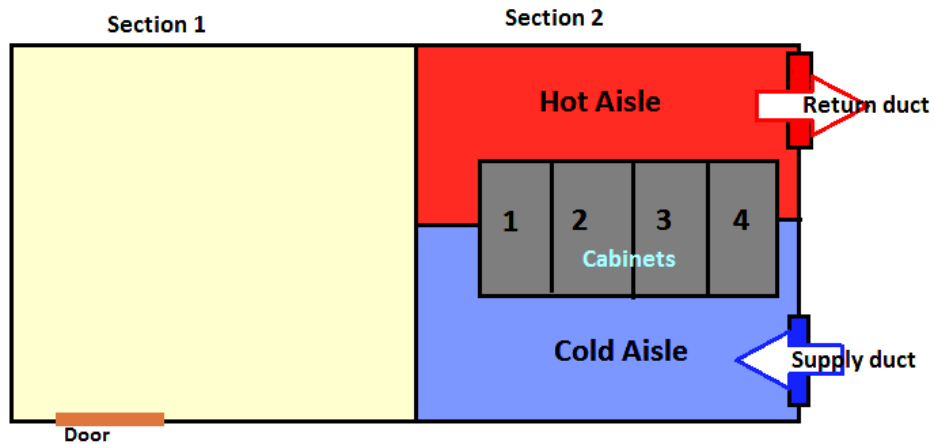 Section 1
Section 2
Hot Aisle
Return duct
1 2 3 4
Cabinets
Cold Aisle
Supply duct
Door